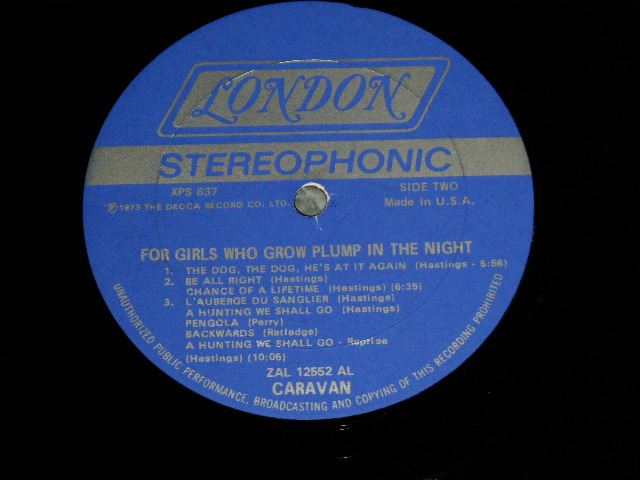 LONDON
STEREOPHONIC
XPS 637 SIDE TWO
Ⓟ 1973 THE DECCA RECORD CO. LTD. Made in U.S.A.
FOR GIRLS WHO GROW PLUMP IN THE NIGHT
1. THE DOG, THE DOG, HE'S AT IT AGAIN (Hastings - 5:56)
2. BE ALL RIGHT (Hastings)
CHANCE OF A LIFETIME (Hastings) (6:35)
3. L'AUBERGE DU SANGLIER (Hastings)
A HUNTING WE SHALL GO (Hastings)
PENGOLA (Perry)
BACKWARDS (Ratledge)
A HUNTING WE SHALL GO - Reprise
(Hastings) (10:06)
ZAL 12552 AL
CARAVAN
UNAUTHORIZED PUBLIC PERFORMANCE, BROADCASTING AND COPYING OF THIS RECORDING PROHIBITED